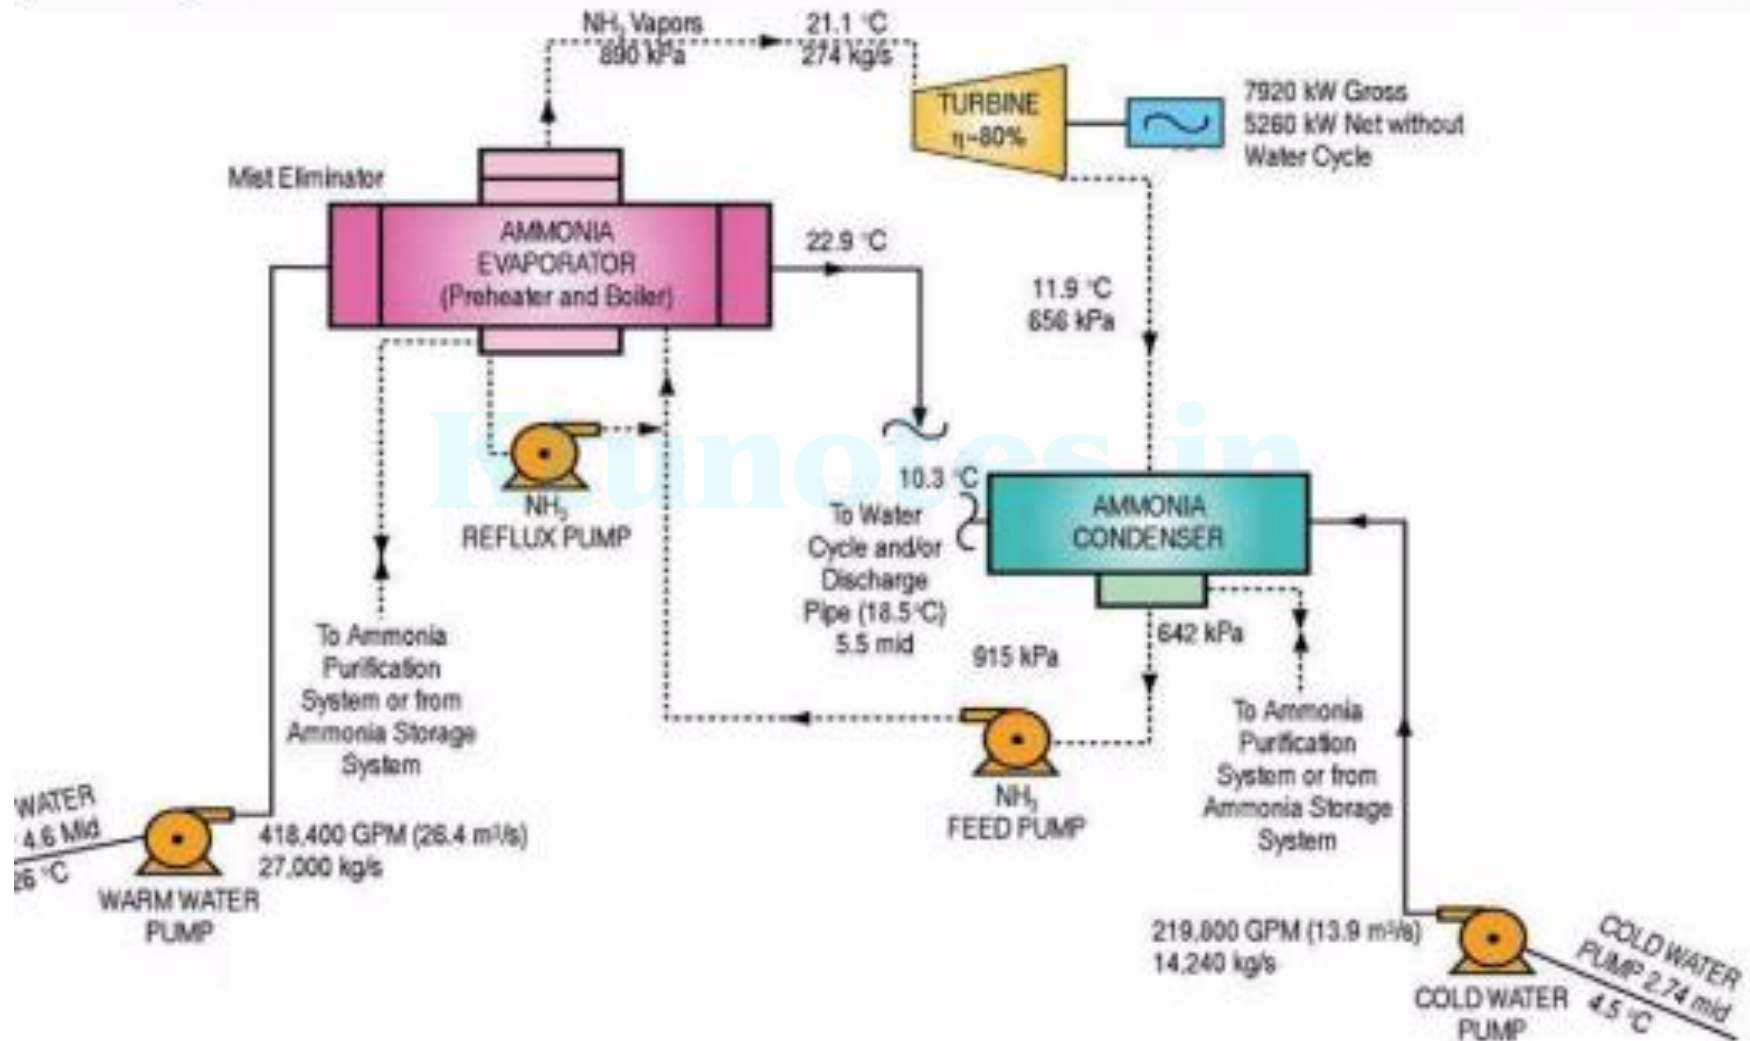 NH₃ Vapors
890 kPa
21.1 °C
274 kg/s
TURBINE
η~80%
7920 kW Gross
5260 kW Net without
Water Cycle
Mist Eliminator
AMMONIA
EVAPORATOR
(Preheater and Boiler)
22.9 °C
11.9 °C
656 kPa
Ktunotes.in
NH₃
REFLUX PUMP
10.3 °C
To Water
Cycle and/or
Discharge
Pipe (18.5°C)
5.5 mid
AMMONIA
CONDENSER
642 kPa
915 kPa
To Ammonia
Purification
System or from
Ammonia Storage
System
To Ammonia
Purification
System or from
Ammonia Storage
System
NH₃
FEED PUMP
WATER
4.6 Mid
26 °C
418,400 GPM (26.4 m³/s)
27,000 kg/s
WARM WATER
PUMP
219,800 GPM (13.9 m³/s)
14,240 kg/s
COLD WATER
PUMP 2.74 mid
4.5 °C
COLD WATER
PUMP